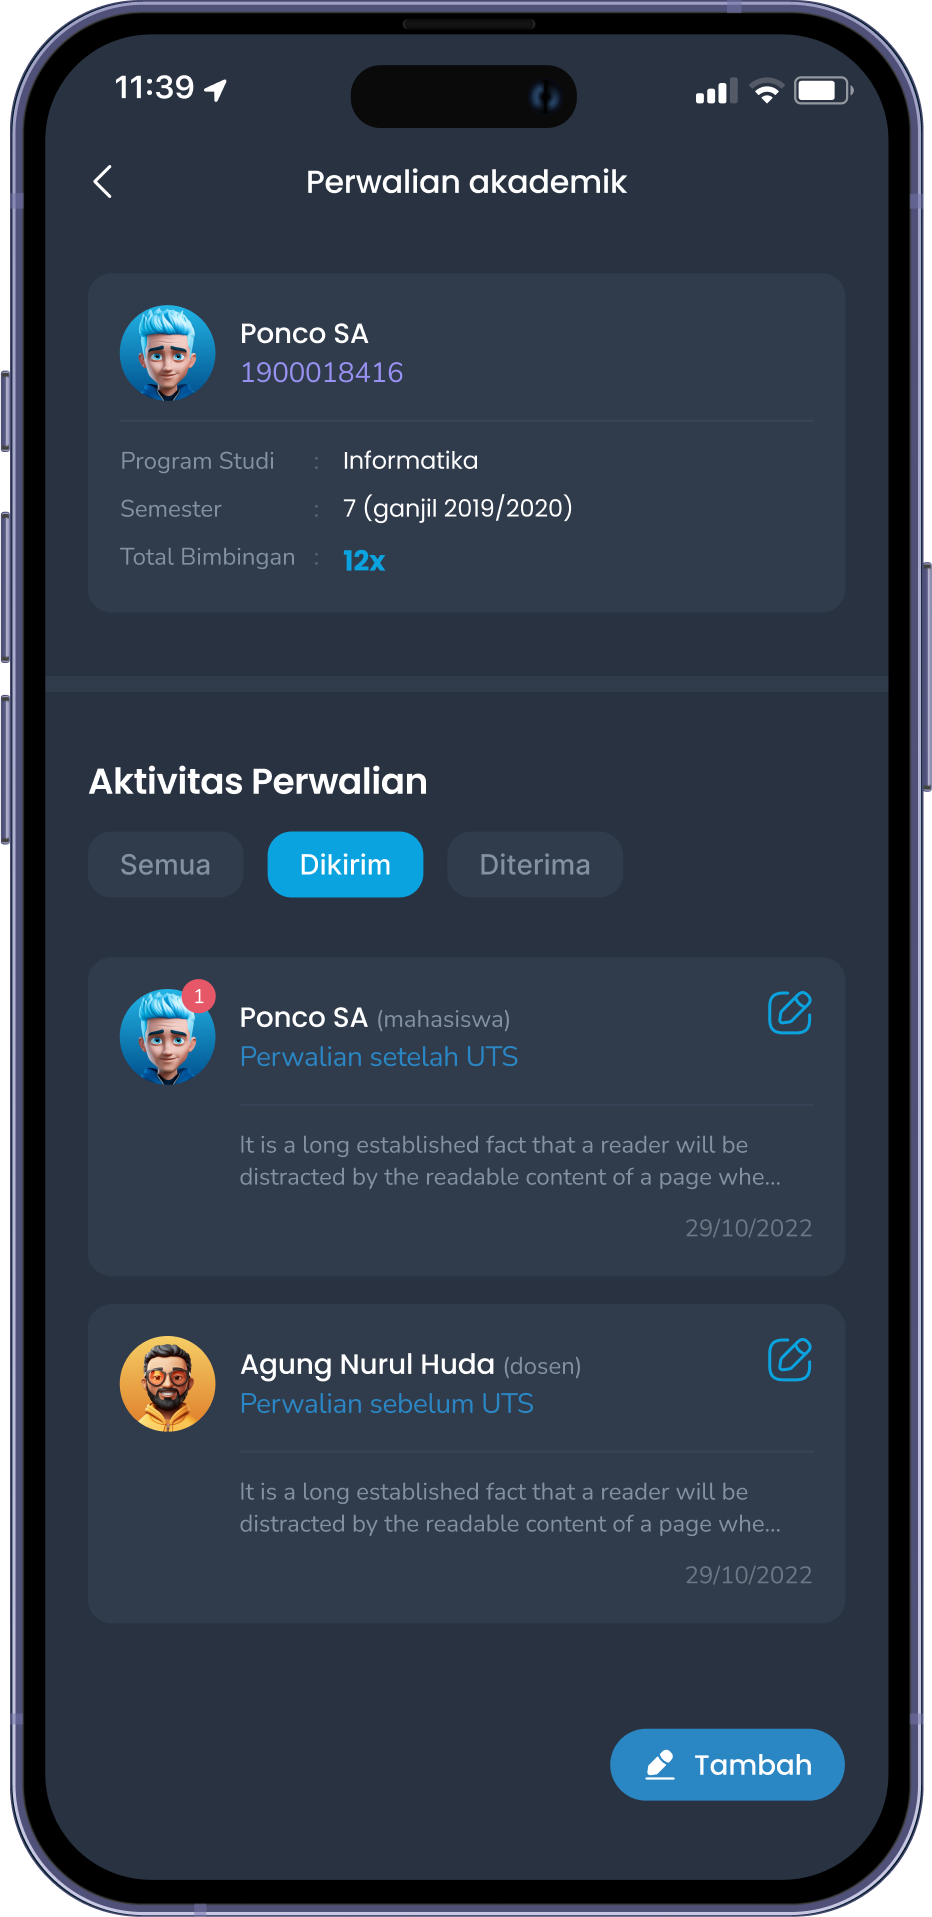 11:39
Perwalian akademik
Ponco SA
1900018416
Program Studi : Informatika
Semester : 7 (ganjil 2019/2020)
Total Bimbingan : 12x
Aktivitas Perwalian
Semua Dikirim Diterima
1
Ponco SA (mahasiswa)
Perwalian setelah UTS
It is a long established fact that a reader will be
distracted by the readable content of a page whe...
29/10/2022
Agung Nurul Huda (dosen)
Perwalian sebelum UTS
It is a long established fact that a reader will be
distracted by the readable content of a page whe...
29/10/2022
Tambah